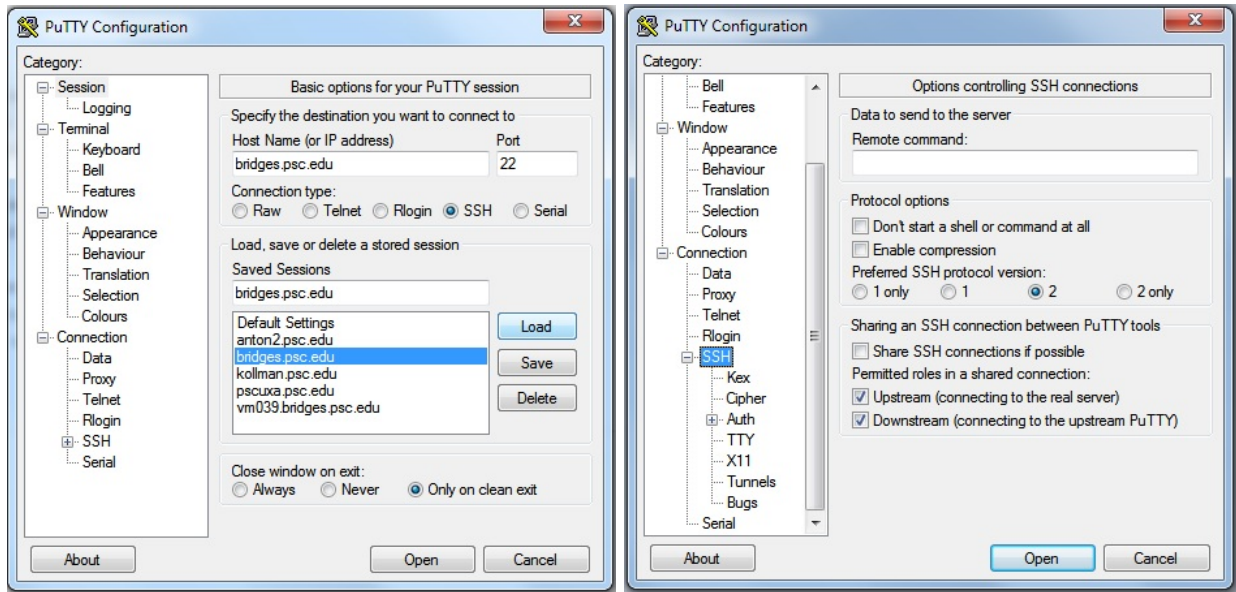 PuTTY Configuration
Category:
Session
Logging
Terminal
Keyboard
Bell
Features
Window
Appearance
Behaviour
Translation
Selection
Colours
Connection
Data
Proxy
Telnet
Rlogin
SSH
Serial
Basic options for your PuTTY session
Specify the destination you want to connect to
Host Name (or IP address) Port
bridges.psc.edu 22
Connection type:
Raw Telnet Rlogin SSH Serial
Load, save or delete a stored session
Saved Sessions
bridges.psc.edu
Default Settings
anton2.psc.edu
bridges.psc.edu
kollman.psc.edu
pscuxa.psc.edu
vm039.bridges.psc.edu
Load
Save
Delete
Close window on exit:
Always Never Only on clean exit
About Open Cancel
PuTTY Configuration
Category:
Bell
Features
Window
Appearance
Behaviour
Translation
Selection
Colours
Connection
Data
Proxy
Telnet
Rlogin
SSH
Kex
Cipher
Auth
TTY
X11
Tunnels
Bugs
Serial
Options controlling SSH connections
Data to send to the server
Remote command:
Protocol options
Don't start a shell or command at all
Enable compression
Preferred SSH protocol version:
1 only 1 2 2 only
Sharing an SSH connection between PuTTY tools
Share SSH connections if possible
Permitted roles in a shared connection:
Upstream (connecting to the real server)
Downstream (connecting to the upstream PuTTY)
About Open Cancel